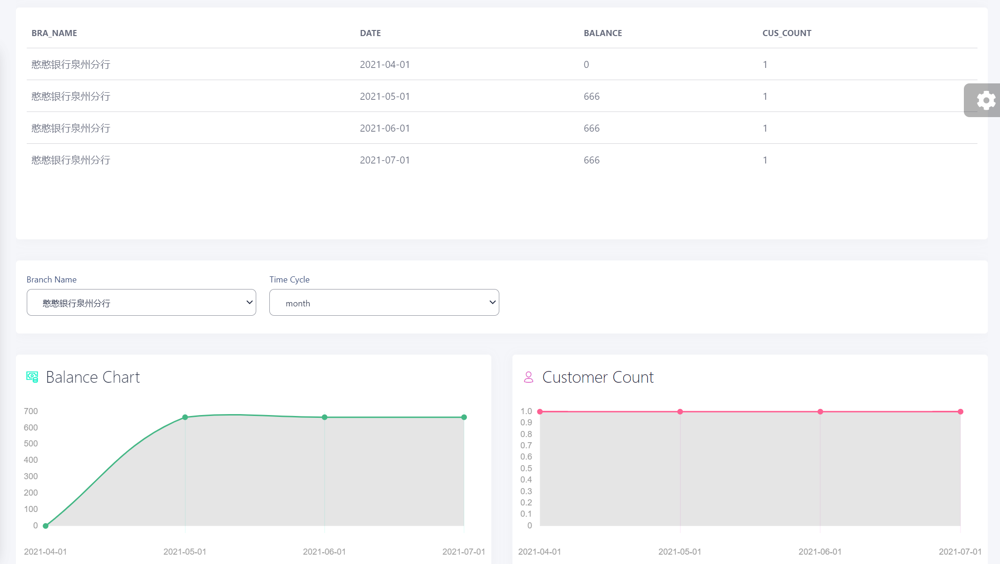 BRA_NAME DATE BALANCE CUS_COUNT
憨憨银行泉州分行 2021-04-01 0 1
憨憨银行泉州分行 2021-05-01 666 1
憨憨银行泉州分行 2021-06-01 666 1
憨憨银行泉州分行 2021-07-01 666 1
Branch Name Time Cycle
憨憨银行泉州分行 month
Balance Chart
700
600
500
400
300
200
100
0
2021-04-01 2021-05-01 2021-06-01 2021-07-01
Customer Count
1.0
0.9
0.8
0.7
0.6
0.5
0.4
0.3
0.2
0.1
0
2021-04-01 2021-05-01 2021-06-01 2021-07-01